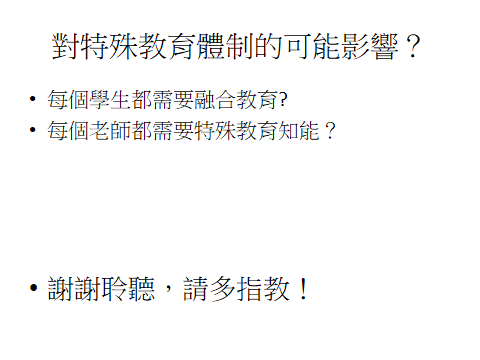 對特殊教育體制的可能影響？
• 每個學生都需要融合教育?
• 每個老師都需要特殊教育知能？
• 謝謝聆聽，請多指教！